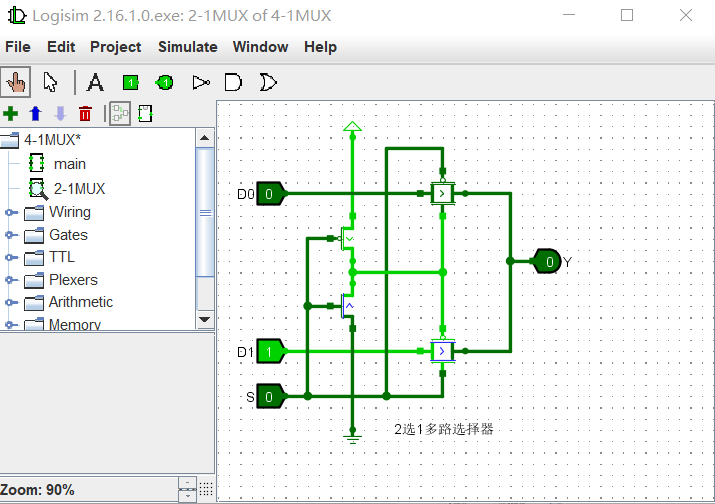 Logisim 2.16.1.0.exe: 2-1MUX of 4-1MUX
File Edit Project Simulate Window Help
A 1 1
4-1MUX*
main
2-1MUX
Wiring
Gates
TTL
Plexers
Arithmetic
Memory
Zoom: 90%
D0 0
0 Y
D1 1
S 0
2选1多路选择器